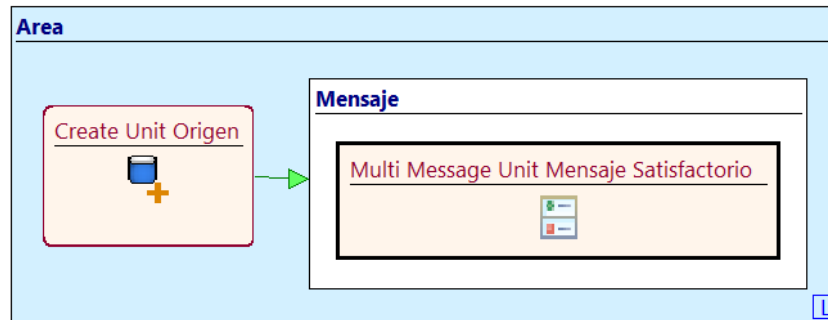 Area
Mensaje
Create Unit Origen
Multi Message Unit Mensaje Satisfactorio
L